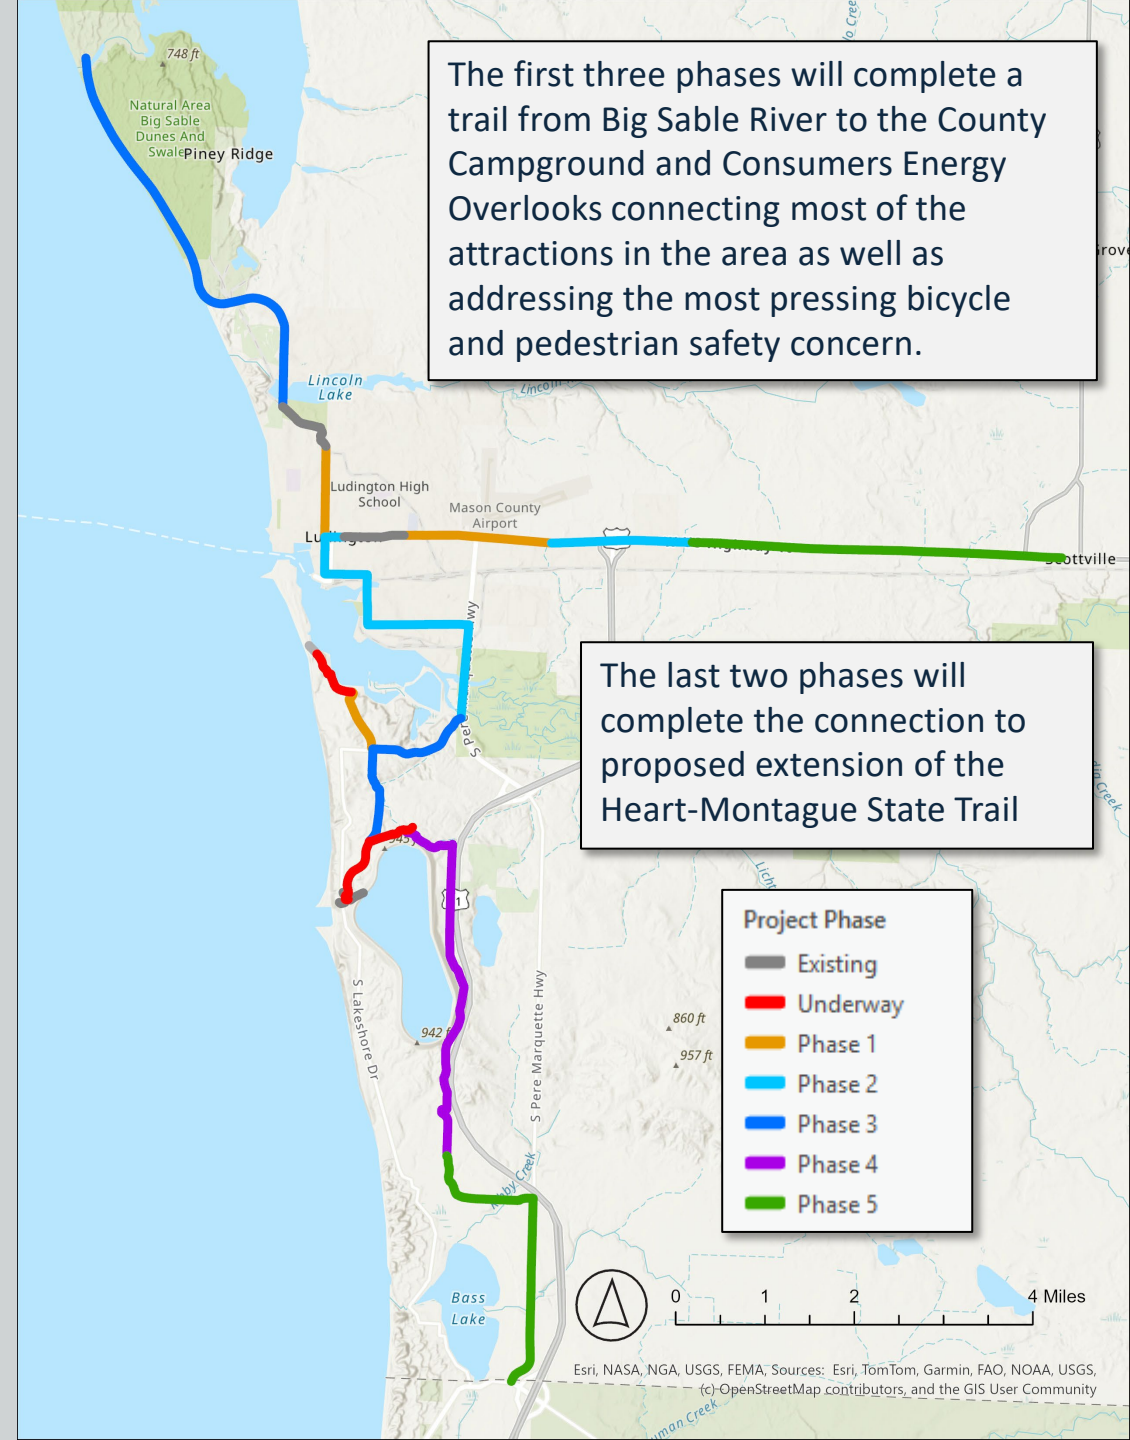 748 ft
Natural Area
Big Sable
Dunes And
Swale
Piney Ridge
The first three phases will complete a
trail from Big Sable River to the County
Campground and Consumers Energy
Overlooks connecting most of the
attractions in the area as well as
addressing the most pressing bicycle
and pedestrian safety concern.
Lincoln
Lake
Ludington High
School
Mason County
Airport
Scottville
The last two phases will
complete the connection to
proposed extension of the
Heart-Montague State Trail
Project Phase
Existing
Underway
Phase 1
Phase 2
Phase 3
Phase 4
Phase 5
S Lakeshore Dr
942 ft
S Pere Marquette Hwy
860 ft
957 ft
Bass
Lake
0 1 2 4 Miles
Esri, NASA, NGA, USGS, FEMA, Sources: Esri, TomTom, Garmin, FAO, NOAA, USGS,
(c) OpenStreetMap contributors, and the GIS User Community